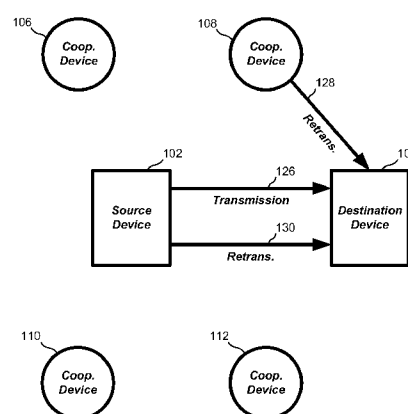 106
Coop.
Device
108
Coop.
Device
128
Retrans.
102
Source
Device
126
Transmission
130
Retrans.
10
Destination
Device
110
Coop.
Device
112
Coop.
Device